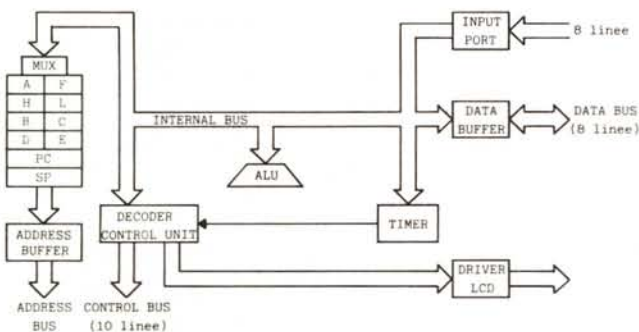 INPUT
PORT
8 linee
MUX
A F
H L
B C
D E
PC
SP
INTERNAL BUS
DATA
BUFFER
DATA BUS
(8 linee)
ALU
ADDRESS
BUFFER
DECODER
CONTROL UNIT
TIMER
DRIVER
LCD
ADDRESS
BUS
CONTROL BUS
(10 linee)